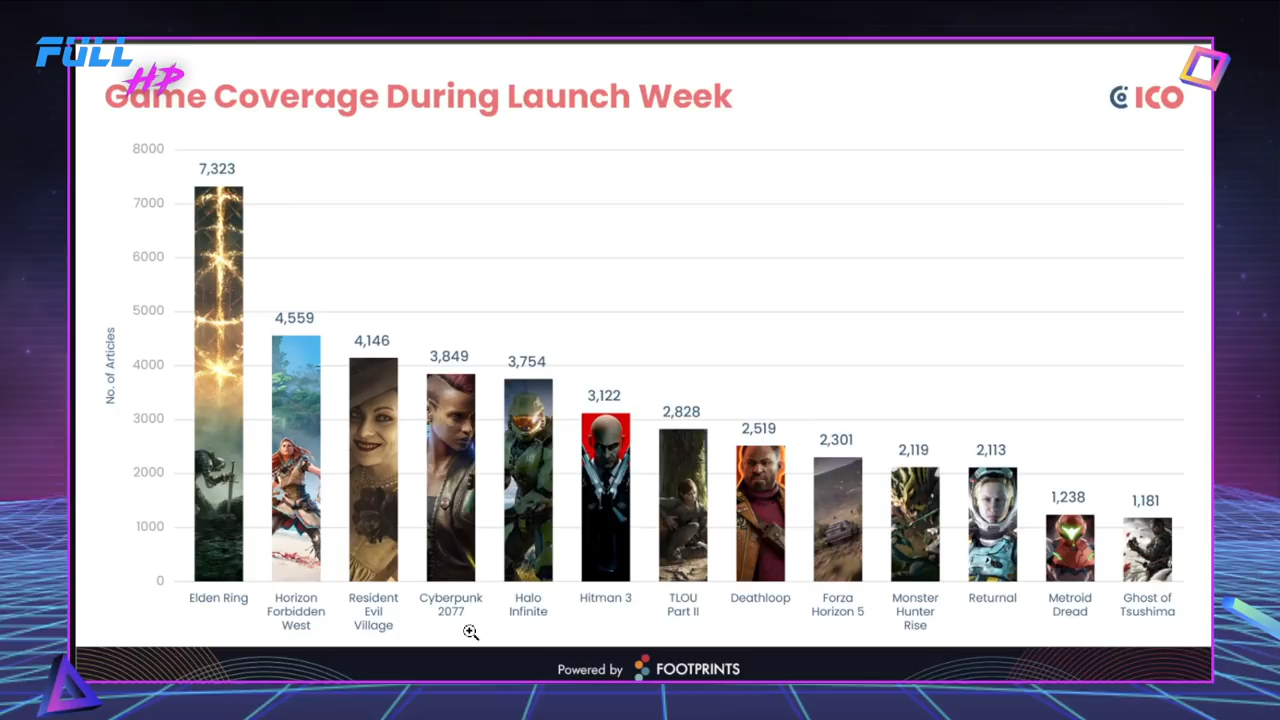 FULL
HP
Game Coverage During Launch Week
ICO
8000
7000
6000
5000
4000
3000
2000
1000
0
No. of Articles
7,323
4,559
4,146
3,849
3,754
3,122
2,828
2,519
2,301
2,119
2,113
1,238
1,181
Elden Ring
Horizon
Forbidden
West
Resident
Evil
Village
Cyberpunk
2077
Halo
Infinite
Hitman 3
TLOU
Part II
Deathloop
Forza
Horizon 5
Monster
Hunter
Rise
Returnal
Metroid
Dread
Ghost of
Tsushima
Powered by FOOTPRINTS